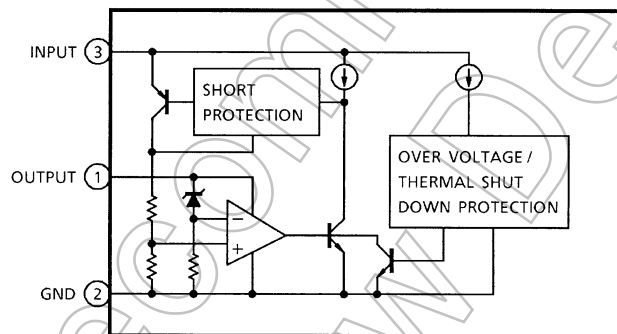 INPUT 3
SHORT
PROTECTION
OVER VOLTAGE /
THERMAL SHUT
DOWN PROTECTION
OUTPUT 1
−
+
GND 2